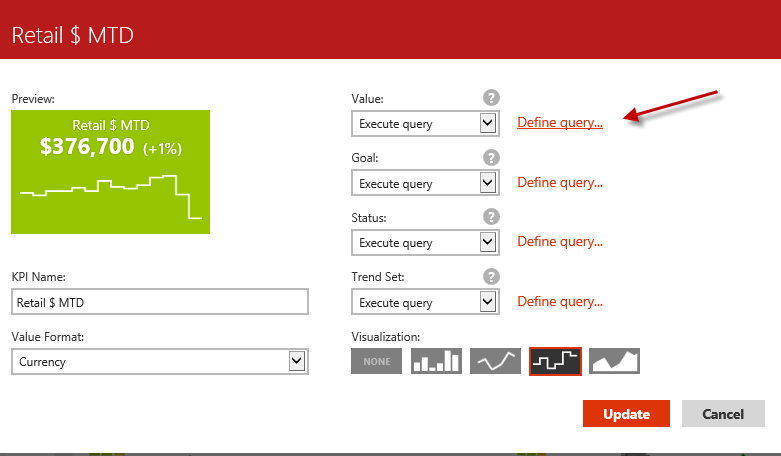 Retail $ MTD
Preview:
Retail $ MTD
$376,700 (+1%)
KPI Name:
Retail $ MTD
Value Format:
Currency
Value:
?
Execute query
Define query...
Goal:
?
Execute query
Define query...
Status:
?
Execute query
Define query...
Trend Set:
?
Execute query
Define query...
Visualization:
NONE
Update
Cancel